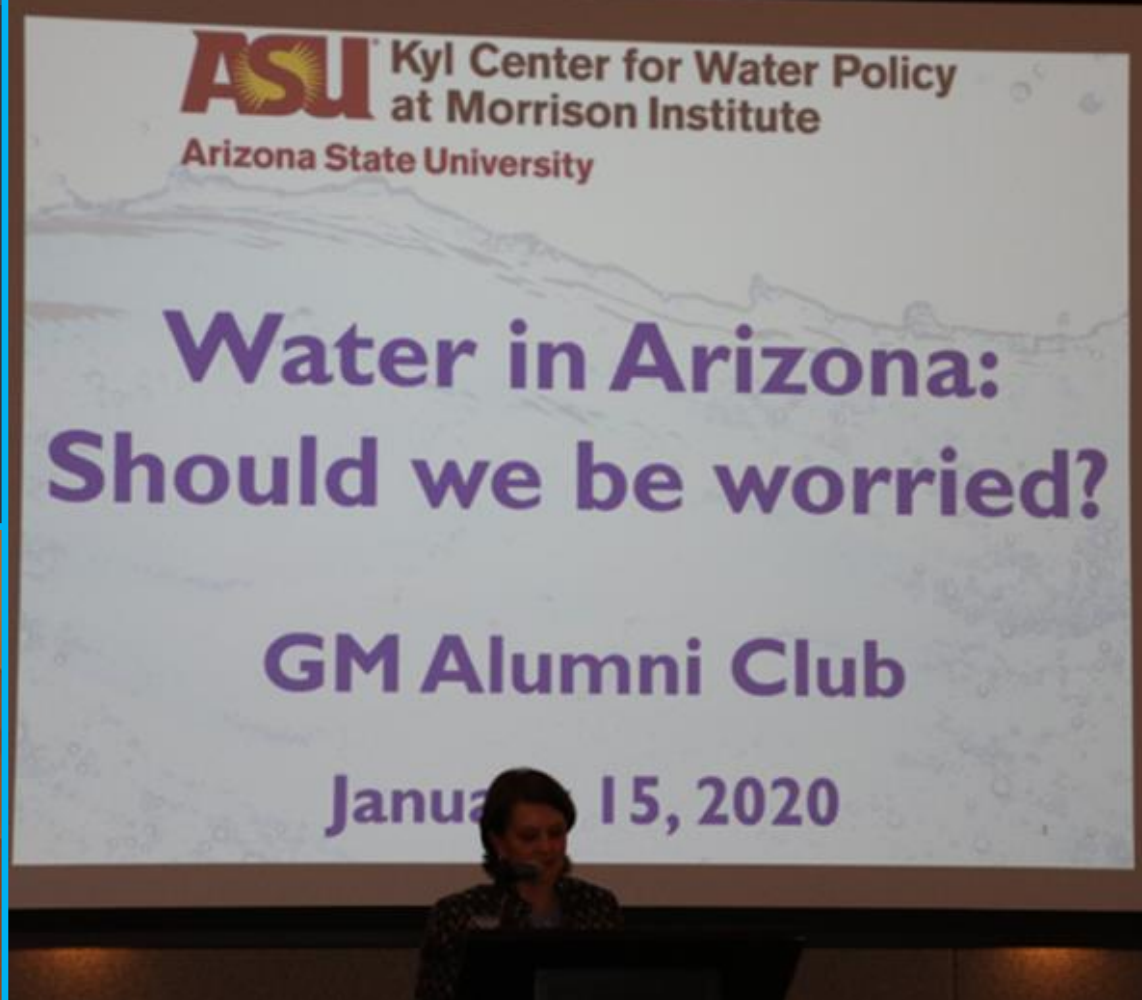 ASU Kyl Center for Water Policy
at Morrison Institute
Arizona State University
Water in Arizona:
Should we be worried?
GM Alumni Club
15, 2020